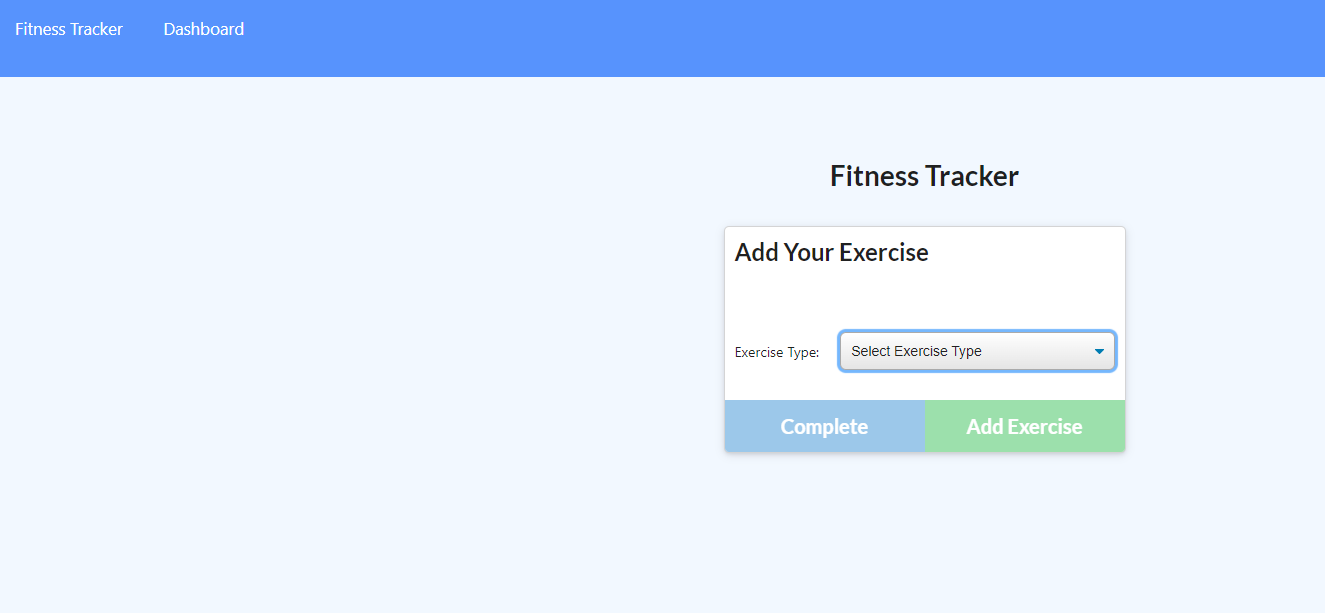 Fitness Tracker Dashboard
Fitness Tracker
Add Your Exercise
Exercise Type: Select Exercise Type
Complete Add Exercise